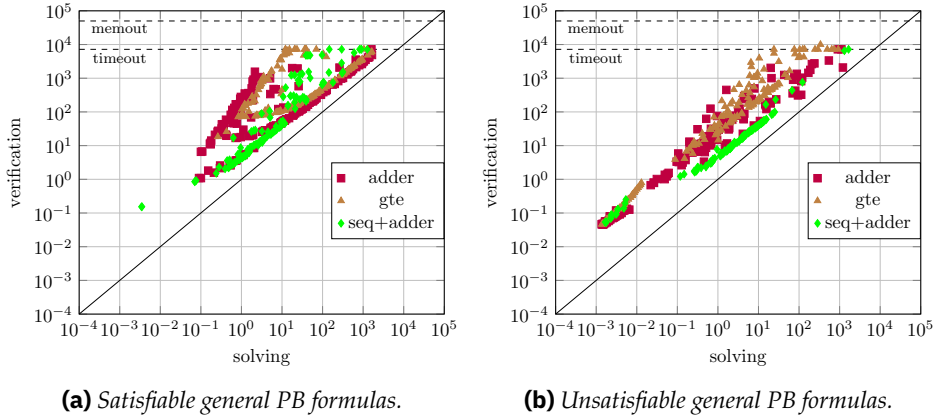 10^5
10^4
10^3
10^2
10^1
10^0
10^−1
10^−2
10^−3
10^−4
verification
memout
timeout
adder
gte
seq+adder
10^−4 10^−3 10^−2 10^−1 10^0 10^1 10^2 10^3 10^4 10^5
solving
(a) Satisfiable general PB formulas.
10^5
10^4
10^3
10^2
10^1
10^0
10^−1
10^−2
10^−3
10^−4
verification
memout
timeout
adder
gte
seq+adder
10^−4 10^−3 10^−2 10^−1 10^0 10^1 10^2 10^3 10^4 10^5
solving
(b) Unsatisfiable general PB formulas.